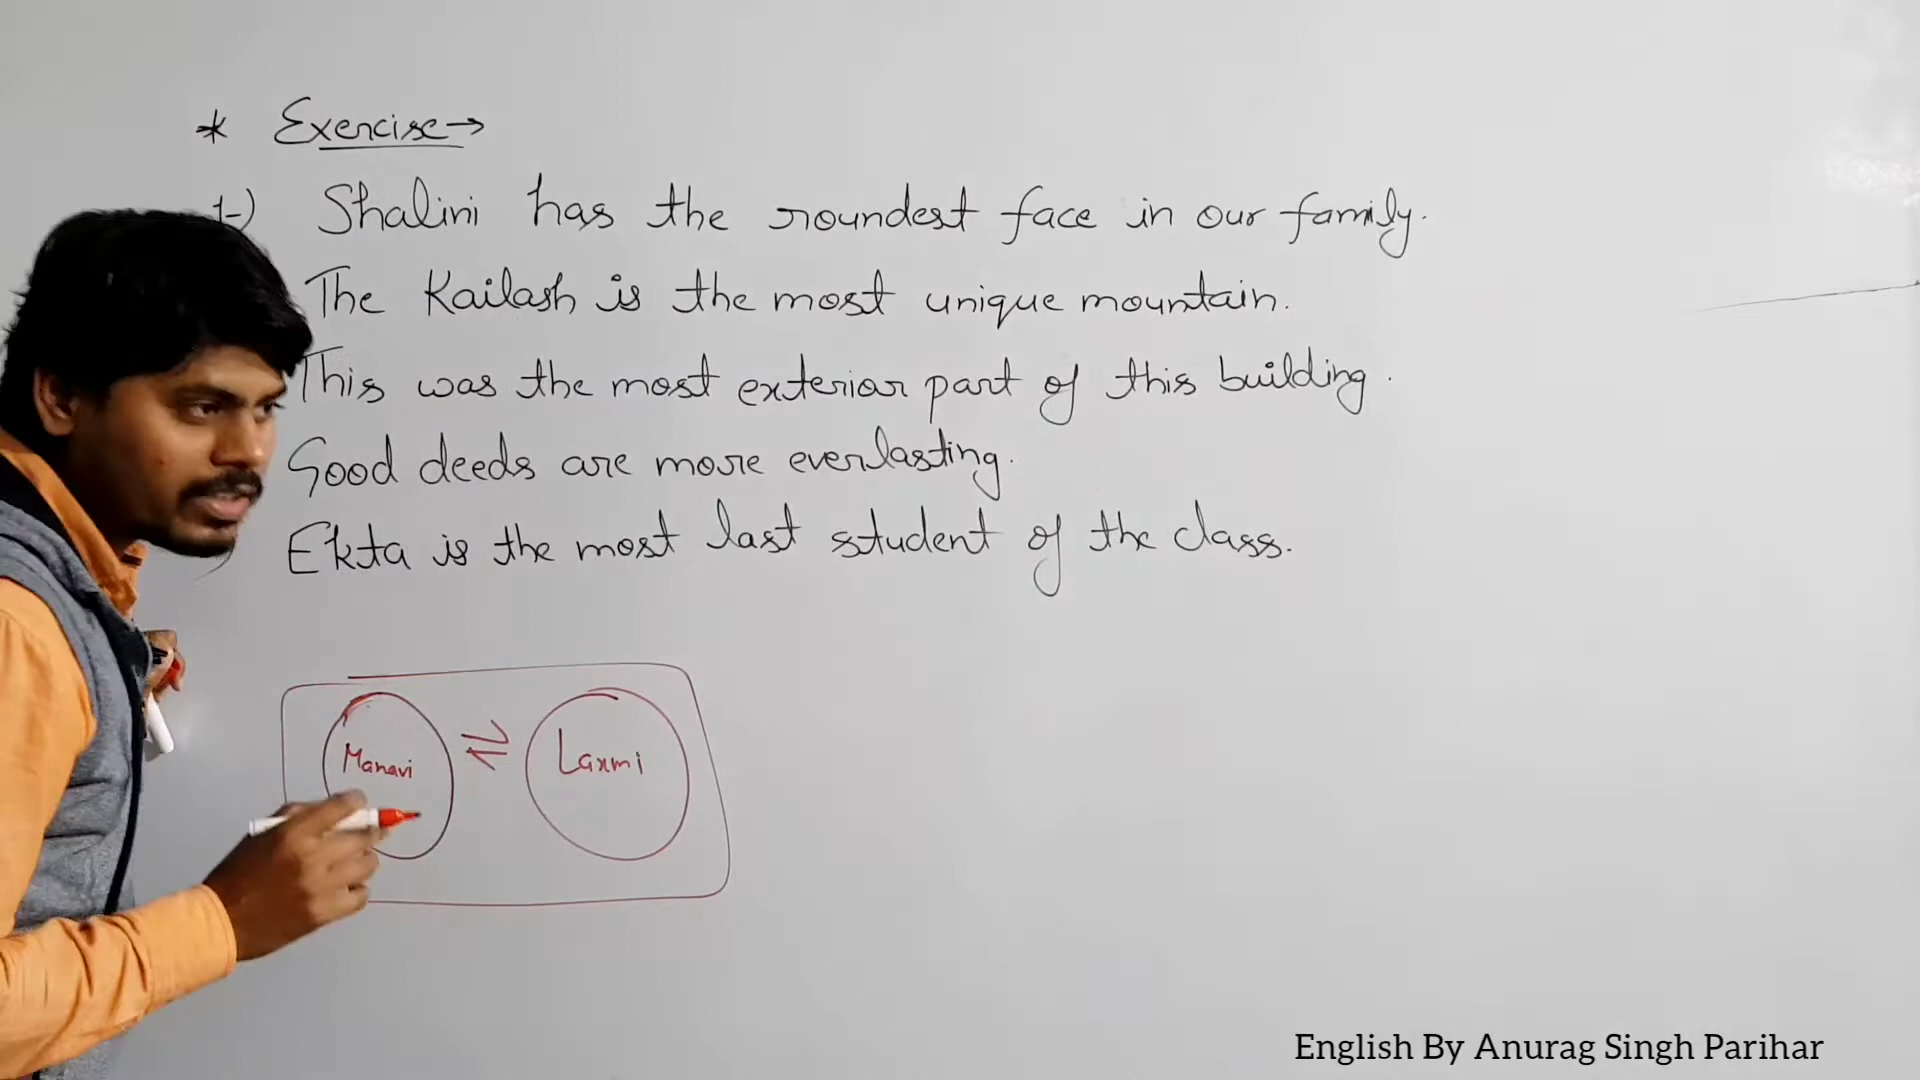 * Exercise→
1-) Shalini has the roundest face in our family.
The Kailash is the most unique mountain.
This was the most exterior part of this building.
Good deeds are more everlasting.
Ekta is the most last student of the class.
Manavi ⇌ Laxmi
English By Anurag Singh Parihar